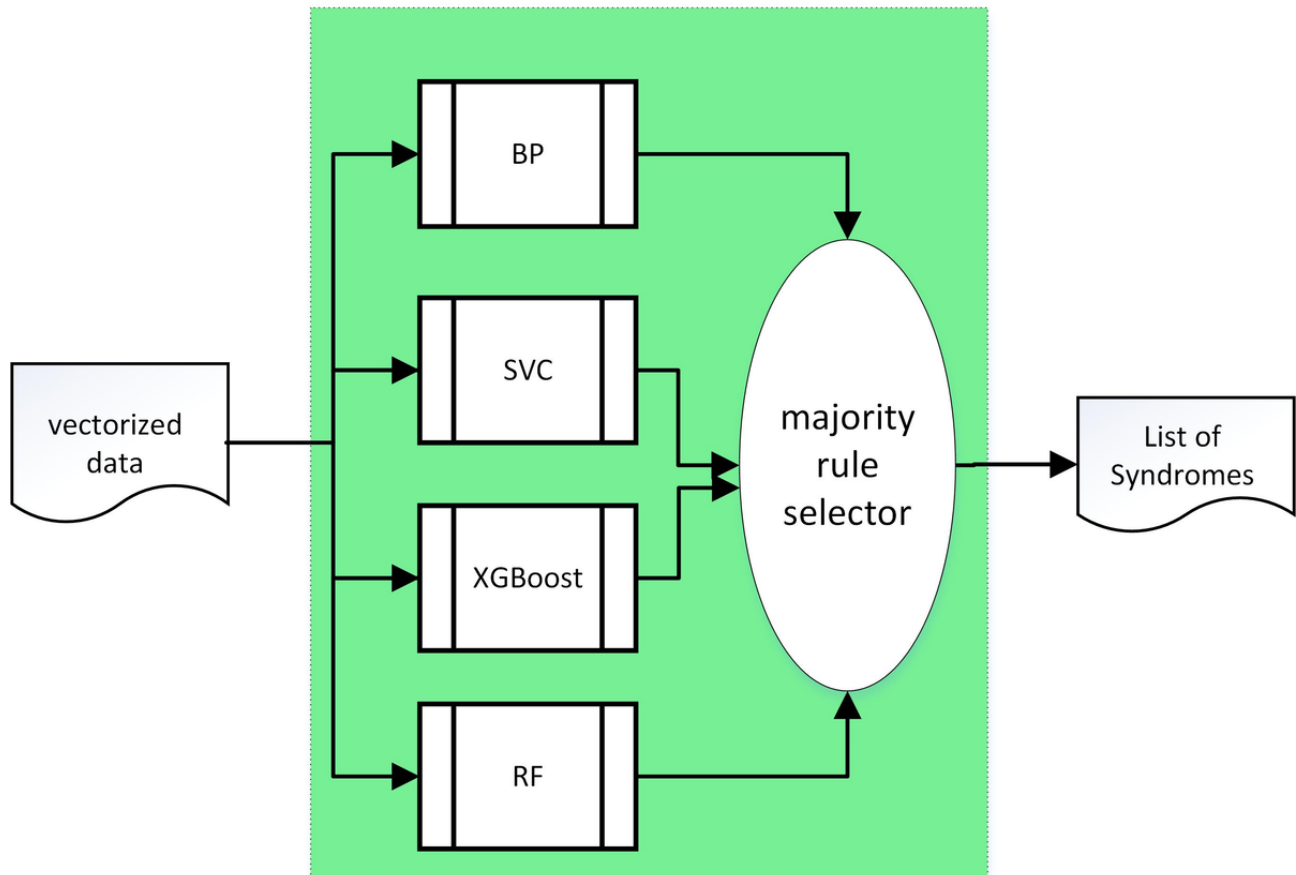 BP
SVC
XGBoost
RF
vectorized
data
majority
rule
selector
List of
Syndromes